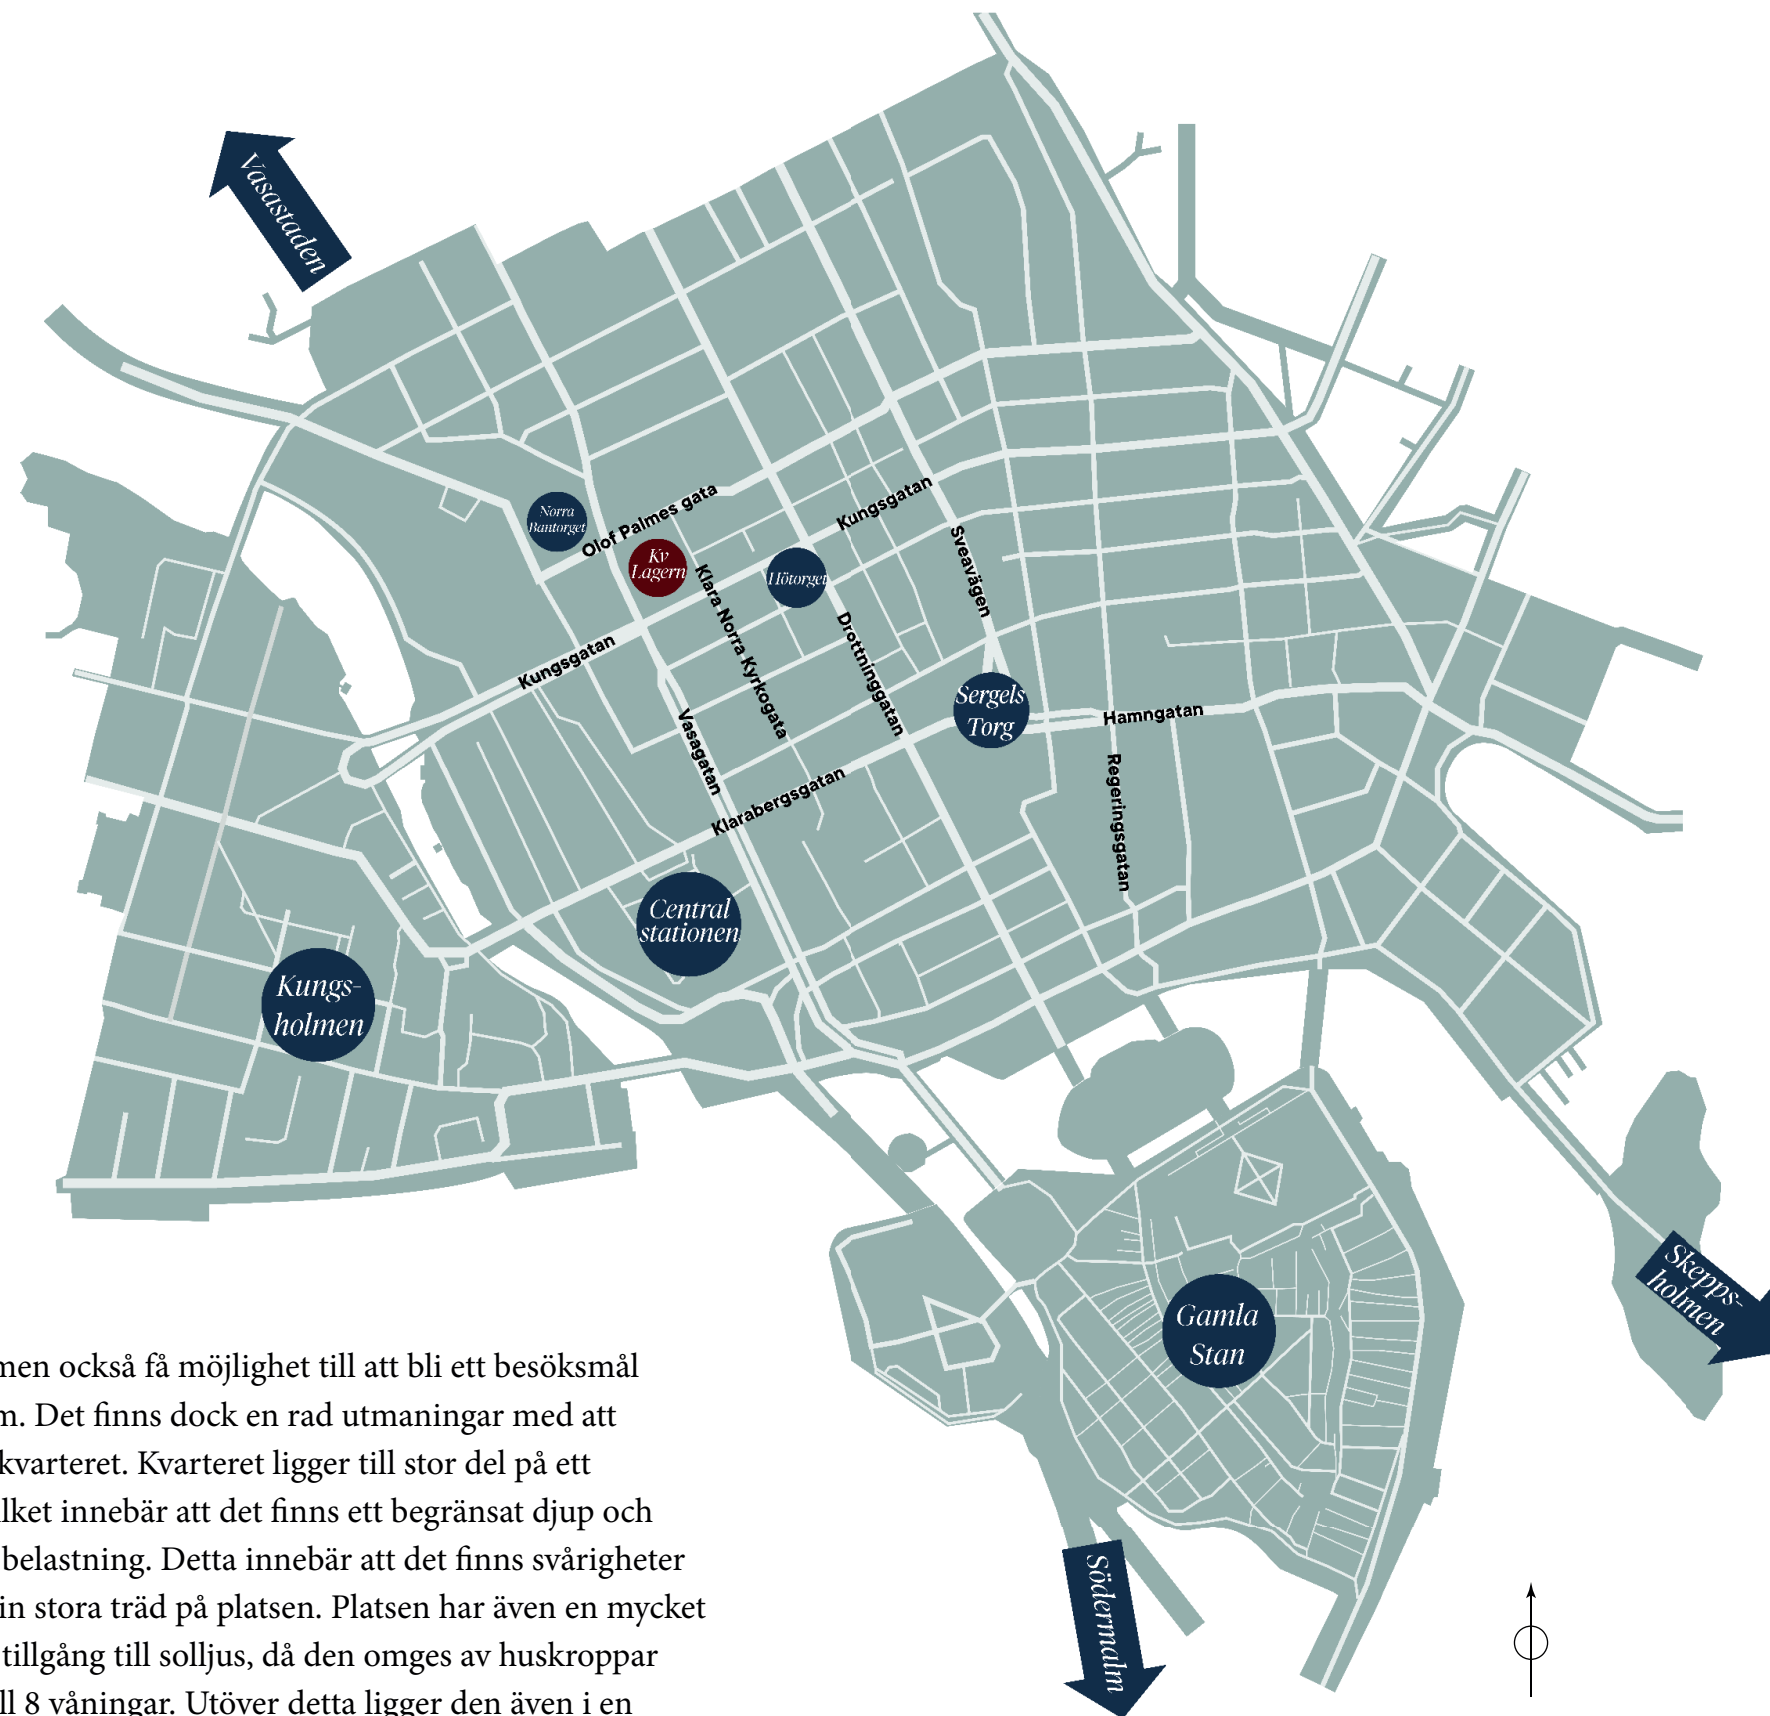 Vasastaden
Norra
Bantorget
Olof Palmes gata
Kv
Lagern
Kungsgatan
Hötorget
Sveavägen
Klara Norra Kyrkogata
Drottninggatan
Kungsgatan
Sergels
Torg
Hamngatan
Vasagatan
Regeringsgatan
Klarabergsgatan
Central
stationen
Kungs-
holmen
Skepps-
holmen
Gamla
Stan
Södermalm
men också få möjlighet till att bli ett besöksmål
Det finns dock en rad utmaningar med att
kvarteret. Kvarteret ligger till stor del på ett
innebär att det finns ett begränsat djup och
belastning. Detta innebär att det finns svårigheter
in stora träd på platsen. Platsen har även en mycket
tillgång till solljus, då den omges av huskroppar
8 våningar. Utöver detta ligger den även i en